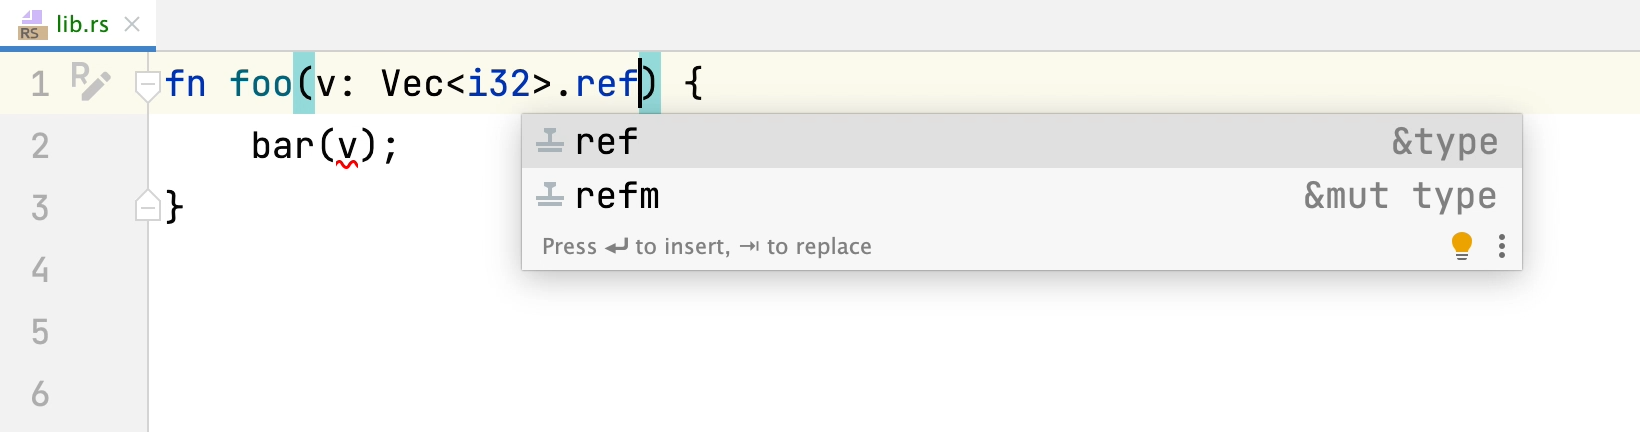 RS lib.rs
1 R fn foo(v: Vec<i32>.ref) {
2 bar(v);
3 }
4
5
6
ref &type
refm &mut type
Press ↵ to insert, ⇥ to replace